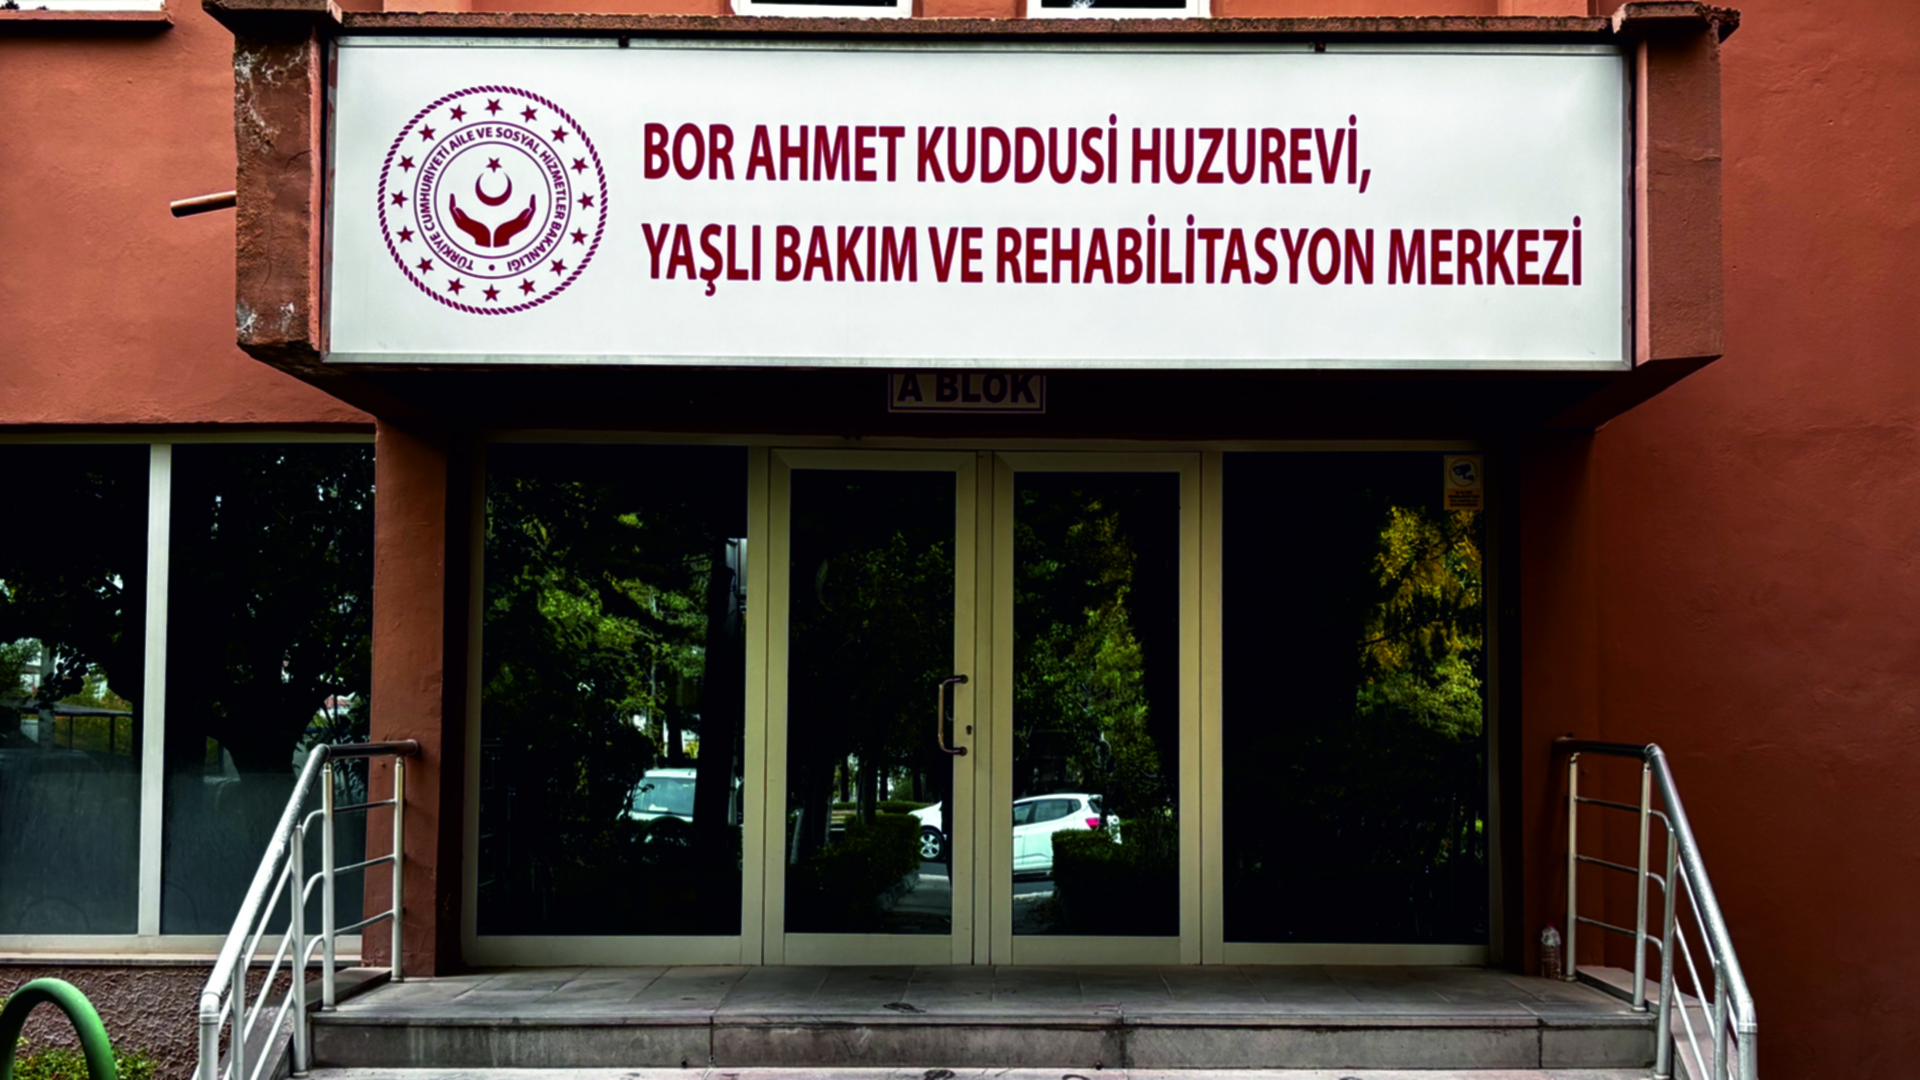 TÜRKİYE CUMHURİYETİ AİLE VE SOSYAL HİZMETLER BAKANLIĞI
BOR AHMET KUDDUSİ HUZUREVİ,
YAŞLI BAKIM VE REHABİLİTASYON MERKEZİ
A BLOK